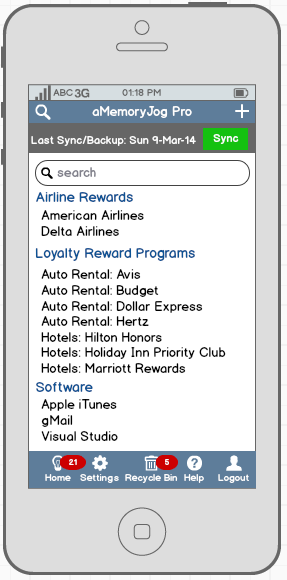 ABC 3G 01:18 PM
aMemoryJog Pro
Last Sync/Backup: Sun 9-Mar-14 Sync
search
Airline Rewards
American Airlines
Delta Airlines
Loyalty Reward Programs
Auto Rental: Avis
Auto Rental: Budget
Auto Rental: Dollar Express
Auto Rental: Hertz
Hotels: Hilton Honors
Hotels: Holiday Inn Priority Club
Hotels: Marriott Rewards
Software
Apple iTunes
gMail
Visual Studio
21 5 ?
Home Settings Recycle Bin Help Logout